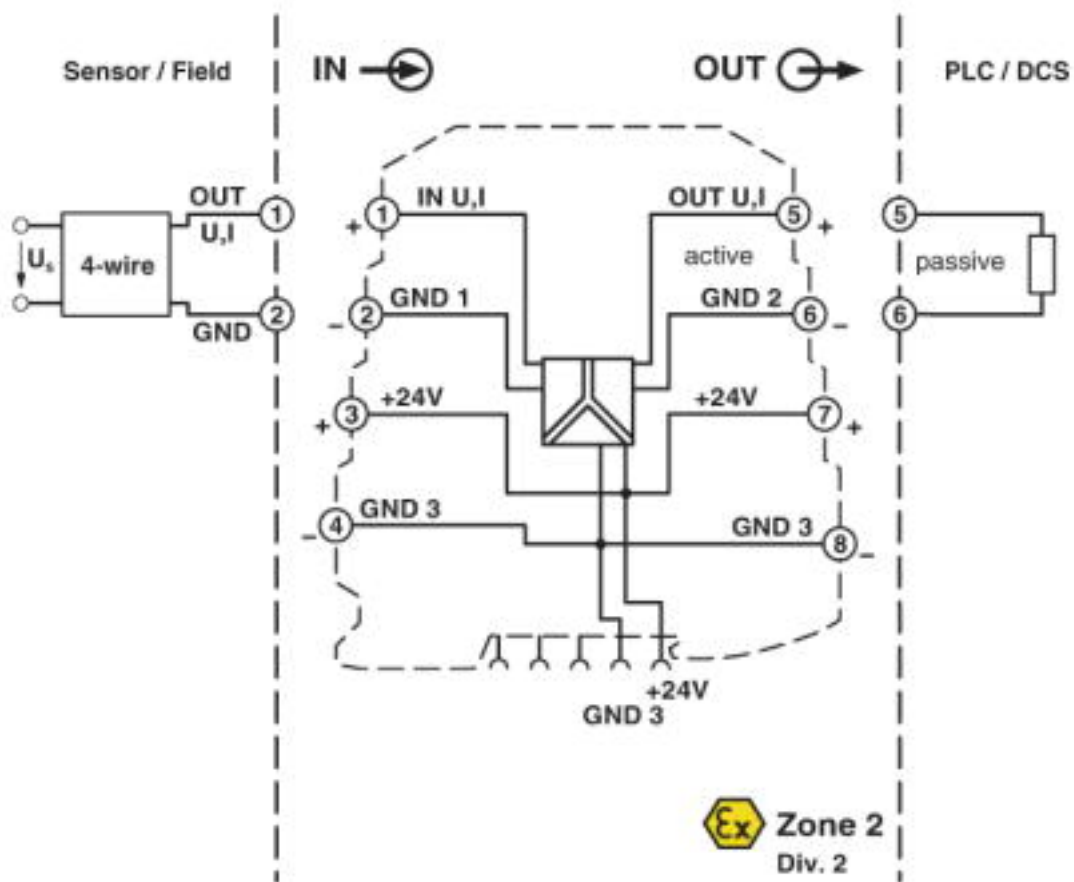 Sensor / Field
IN
OUT
PLC / DCS
OUT
1
U,I
Us
4-wire
2
GND
1
+
IN U,I
OUT U,I
5
+
active
2
–
GND 1
GND 2
6
–
3
+
+24V
+24V
7
+
4
–
GND 3
GND 3
8
–
+24V
GND 3
5
passive
6
Ex
Zone 2
Div. 2